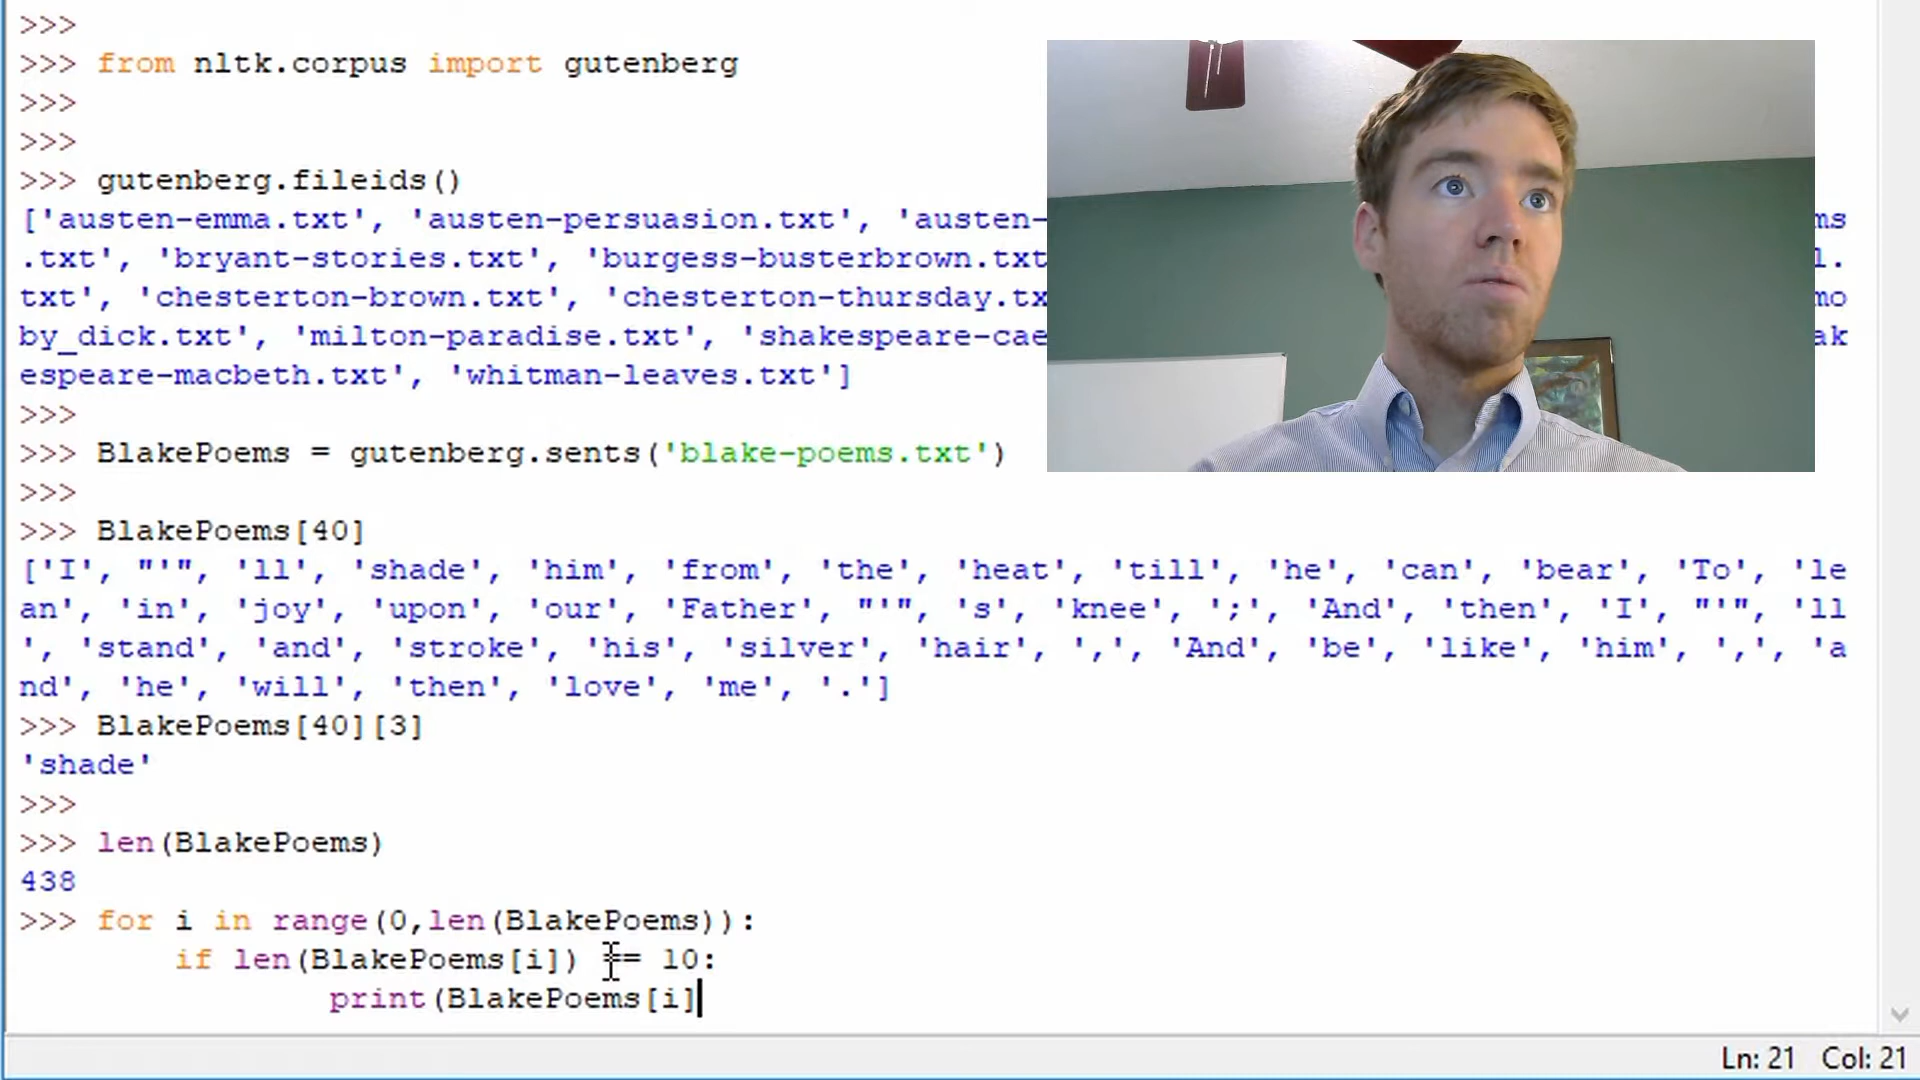 >>>
>>> from nltk.corpus import gutenberg
>>>
>>>
>>> gutenberg.fileids()
['austen-emma.txt', 'austen-persuasion.txt', 'austen- ms
.txt', 'bryant-stories.txt', 'burgess-busterbrown.txt l.
txt', 'chesterton-brown.txt', 'chesterton-thursday.tx mo
by_dick.txt', 'milton-paradise.txt', 'shakespeare-cae ak
espeare-macbeth.txt', 'whitman-leaves.txt']
>>>
>>> BlakePoems = gutenberg.sents('blake-poems.txt')
>>>
>>> BlakePoems[40]
['I', "'", 'll', 'shade', 'him', 'from', 'the', 'heat', 'till', 'he', 'can', 'bear', 'To', 'le
an', 'in', 'joy', 'upon', 'our', 'Father', "'", 's', 'knee', ';', 'And', 'then', 'I', "'", 'll
', 'stand', 'and', 'stroke', 'his', 'silver', 'hair', ',', 'And', 'be', 'like', 'him', ',', 'a
nd', 'he', 'will', 'then', 'love', 'me', '.']
>>> BlakePoems[40][3]
'shade'
>>>
>>> len(BlakePoems)
438
>>> for i in range(0,len(BlakePoems)):
if len(BlakePoems[i]) 10:
print(BlakePoems[i]
Ln: 21 Col: 21